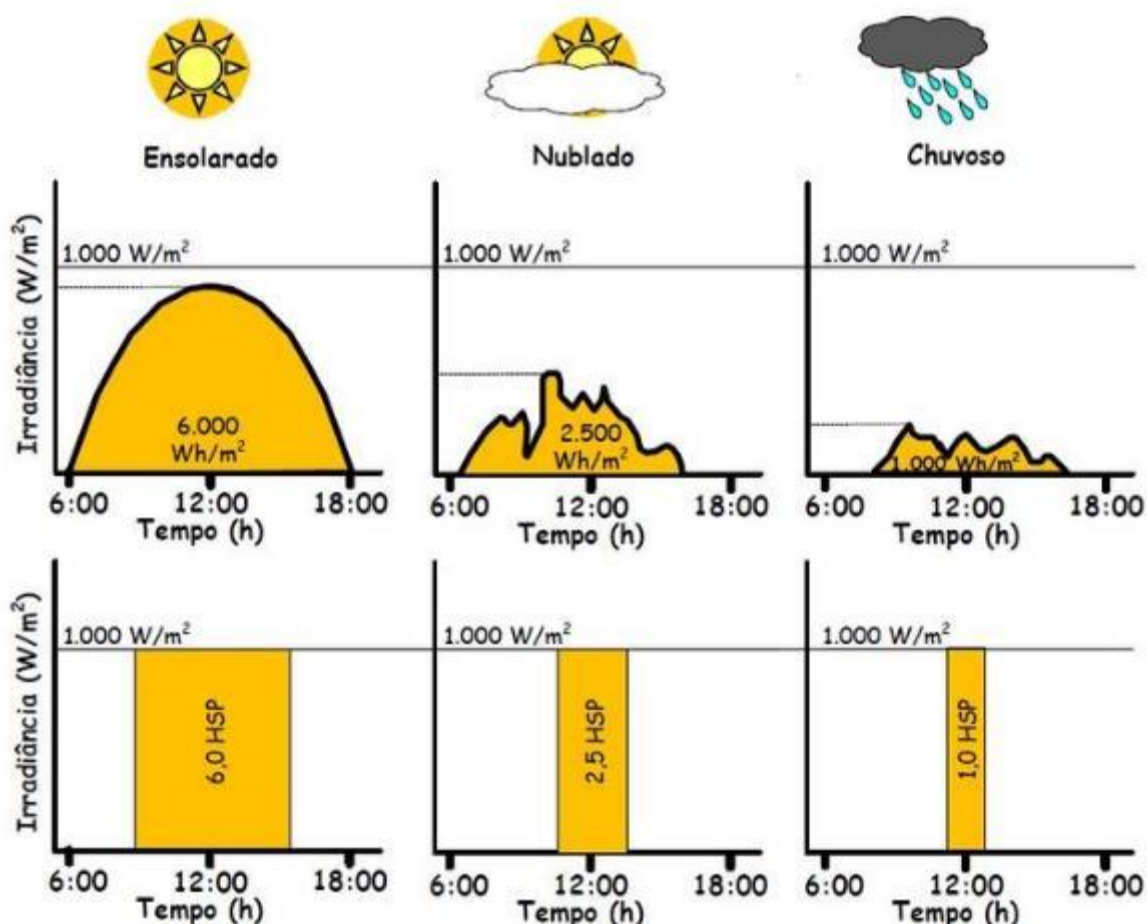 Ensolarado
Nublado
Chuvoso
Irradiância (W/m²)
1.000 W/m²
6.000
Wh/m²
6:00
12:00
18:00
Tempo (h)
1.000 W/m²
2.500
Wh/m²
6:00
12:00
18:00
Tempo (h)
1.000 W/m²
1.000 Wh/m²
6:00
12:00
18:00
Tempo (h)
Irradiância (W/m²)
1.000 W/m²
6,0 HSP
6:00
12:00
18:00
Tempo (h)
1.000 W/m²
2,5 HSP
6:00
12:00
18:00
Tempo (h)
1.000 W/m²
1,0 HSP
6:00
12:00
18:00
Tempo (h)